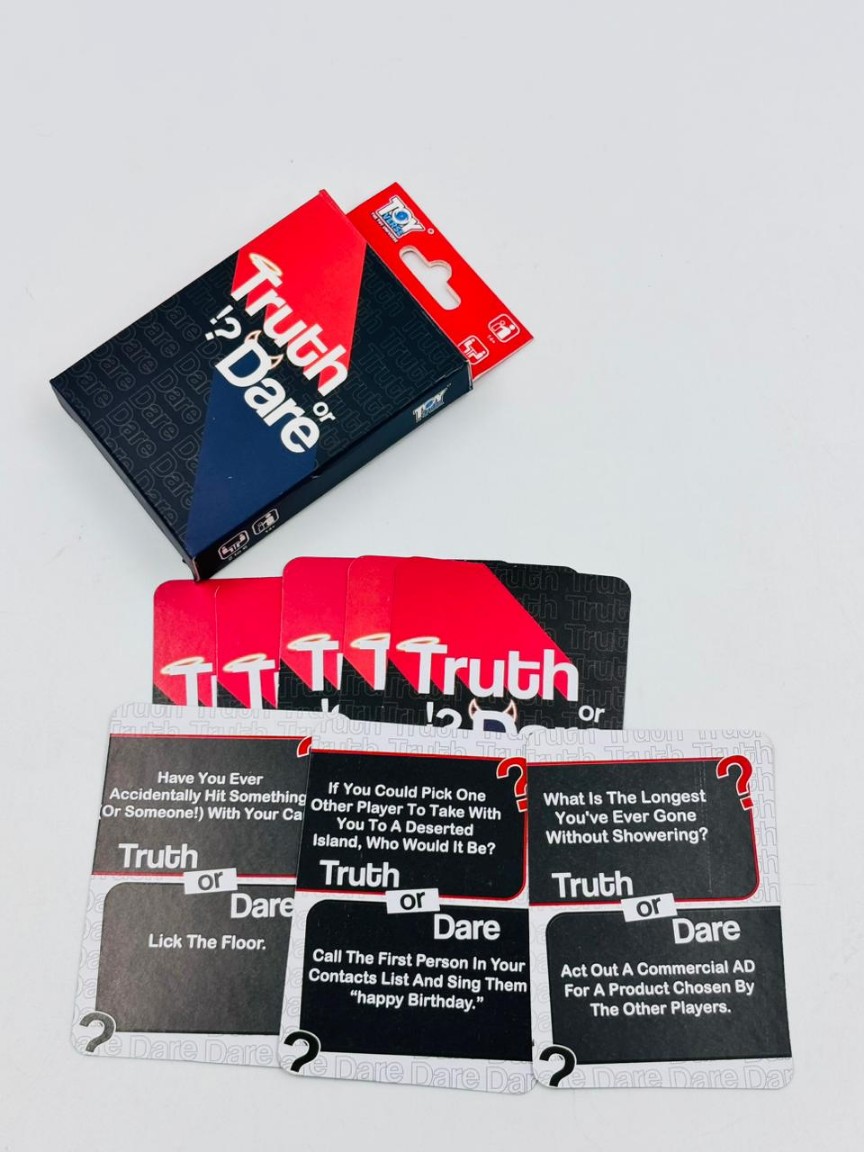 TOY
Truth
or
!?
Dare
TOY
Truth
or
!?
Have You Ever
Accidentally Hit Something
(Or Someone!) With Your Ca
Truth
or
Dare
Lick The Floor.
?
If You Could Pick One
Other Player To Take With
You To A Deserted
Island, Who Would It Be?
Truth
or
Dare
Call The First Person In Your
Contacts List And Sing Them
“happy Birthday.”
?
?
What Is The Longest
You've Ever Gone
Without Showering?
Truth
or
Dare
Act Out A Commercial AD
For A Product Chosen By
The Other Players.
?